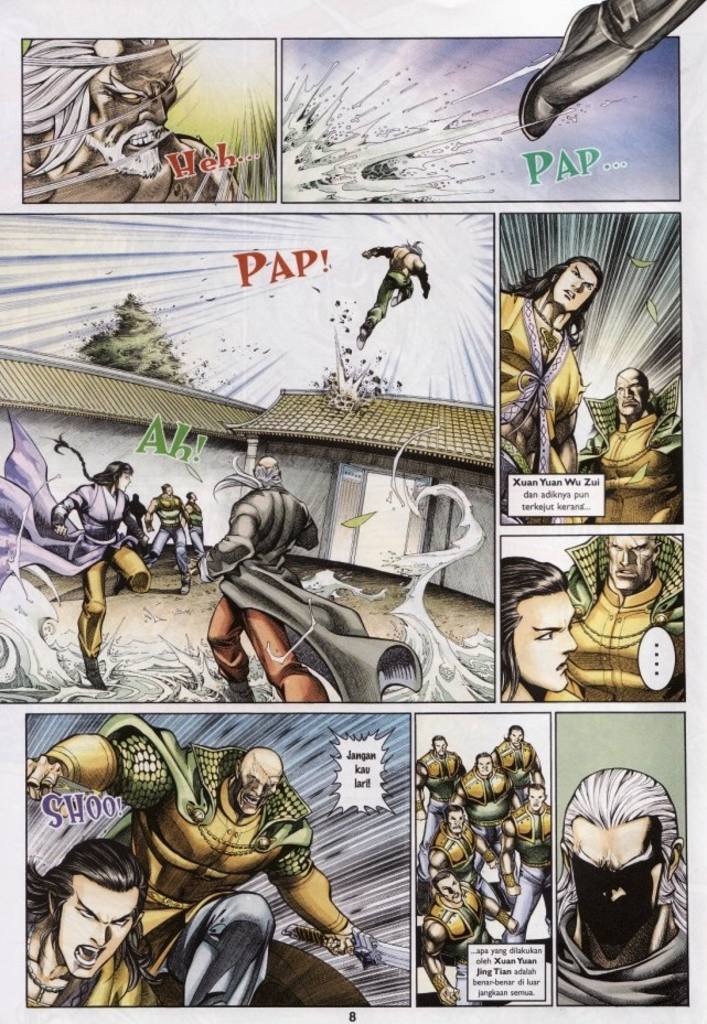 Heh...
PAP...
PAP!
Ah!
Xuan Yuan Wu Zui
dan adiknya pun
terkejut kerana...
....
SHOO!
Jangan
kau
lari!!
...apa yang dilakukan
oleh Xuan Yuan
Jing Tian adalah
benar-benar di luar
jangkaan semua.
8